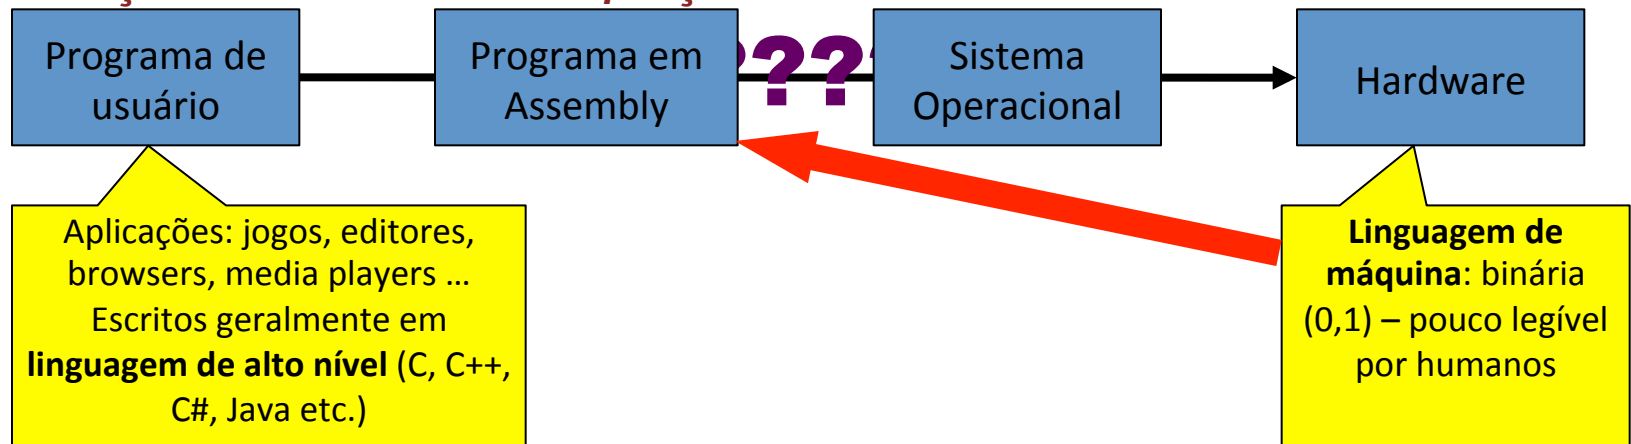 Programa de
usuário
Programa em
Assembly
???
Sistema
Operacional
Hardware
Aplicações: jogos, editores,
browsers, media players ...
Escritos geralmente em
linguagem de alto nível (C, C++,
C#, Java etc.)
Linguagem de
máquina: binária
(0,1) – pouco legível
por humanos